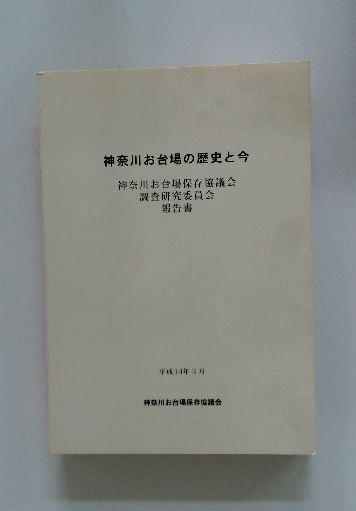 神奈川お台場の歴史と今
神奈川お台場保存協議会
調査研究委員会
報告書
平成14年3月
神奈川お台場保存協議会